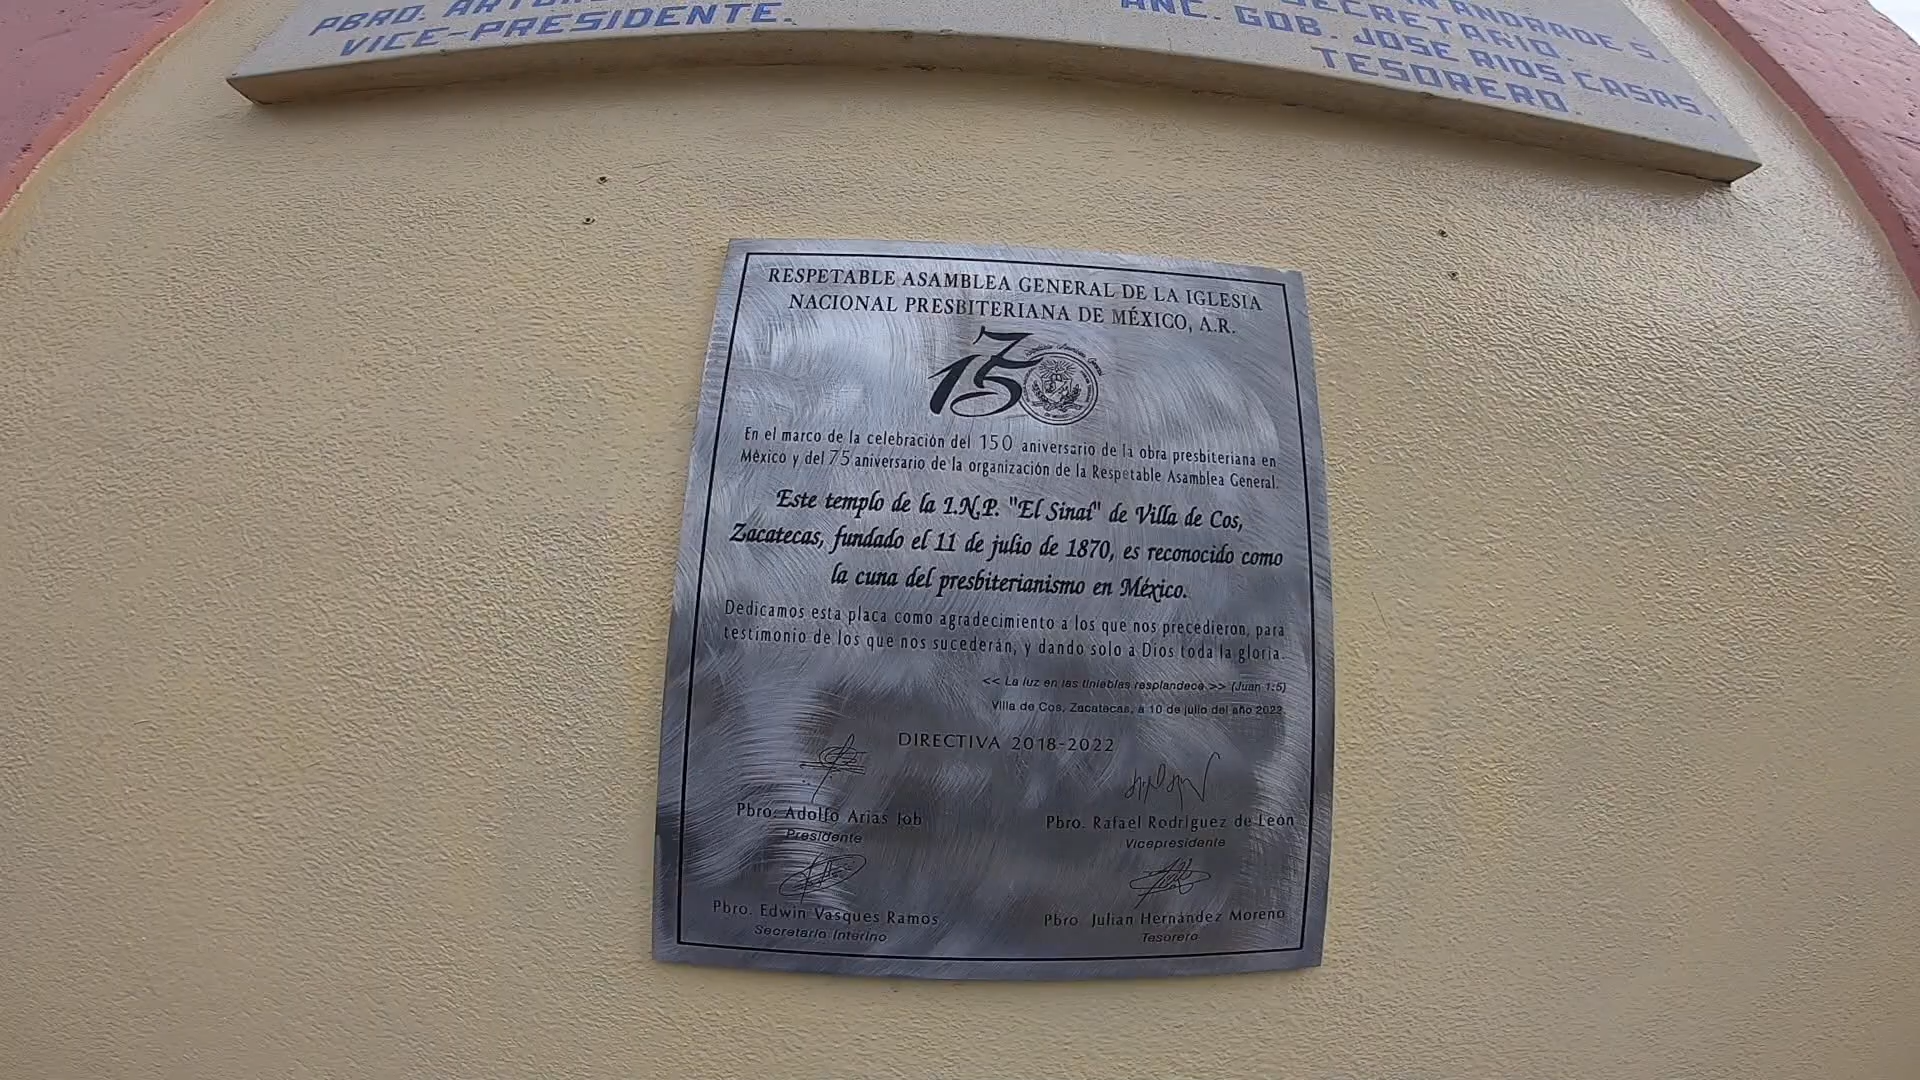 PBRO.
VICE-PRESIDENTE.
ANDRADE S.
SECRETARIO.
ANC. GOB. JOSE RIOS CASAS.
TESORERO.
RESPETABLE ASAMBLEA GENERAL DE LA IGLESIA
NACIONAL PRESBITERIANA DE MÉXICO, A.R.
75
150
En el marco de la celebración del 150 aniversario de la obra presbiteriana en
México y del 75 aniversario de la organización de la Respetable Asamblea General.
Este templo de la I.N.P. "El Sinaí" de Villa de Cos,
Zacatecas, fundado el 11 de julio de 1870, es reconocido como
la cuna del presbiterianismo en México.
Dedicamos esta placa como agradecimiento a los que nos precedieron, para
testimonio de los que nos sucederán, y dando solo a Dios toda la gloria.
<< La luz en las tinieblas resplandece >> (Juan 1:5)
Villa de Cos, Zacatecas, a 10 de julio del año 2022.
DIRECTIVA 2018-2022
Pbro. Adolfo Arias Job
Presidente
Pbro. Rafael Rodríguez de León
Vicepresidente
Pbro. Edwin Vasques Ramos
Secretario Interino
Pbro Julian Hernández Moreno
Tesorero